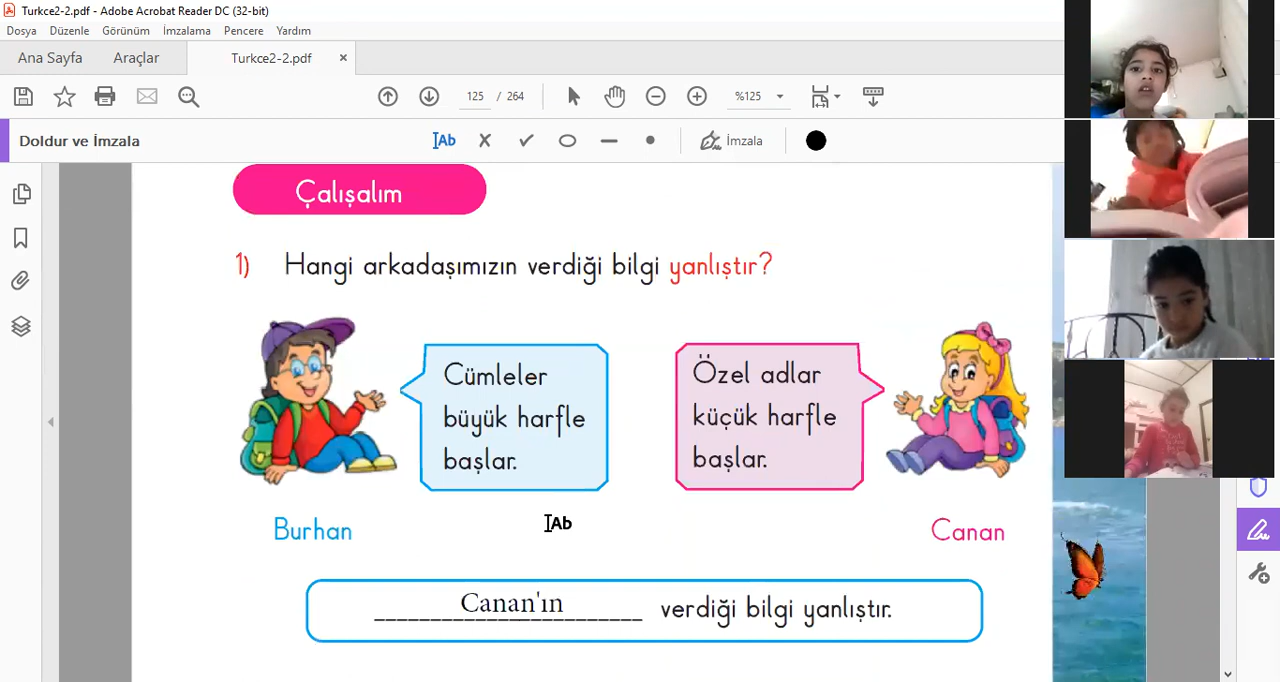 Turkce2-2.pdf - Adobe Acrobat Reader DC (32-bit)
Dosya Düzenle Görünüm İmzalama Pencere Yardım
Ana Sayfa Araçlar Turkce2-2.pdf ×
125 / 264 %125
Doldur ve İmzala IAb İmzala
Çalışalım
1) Hangi arkadaşımızın verdiği bilgi yanlıştır?
Cümleler
büyük harfle
başlar.
Özel adlar
küçük harfle
başlar.
Burhan
IAb
Canan
Canan'ın verdiği bilgi yanlıştır.